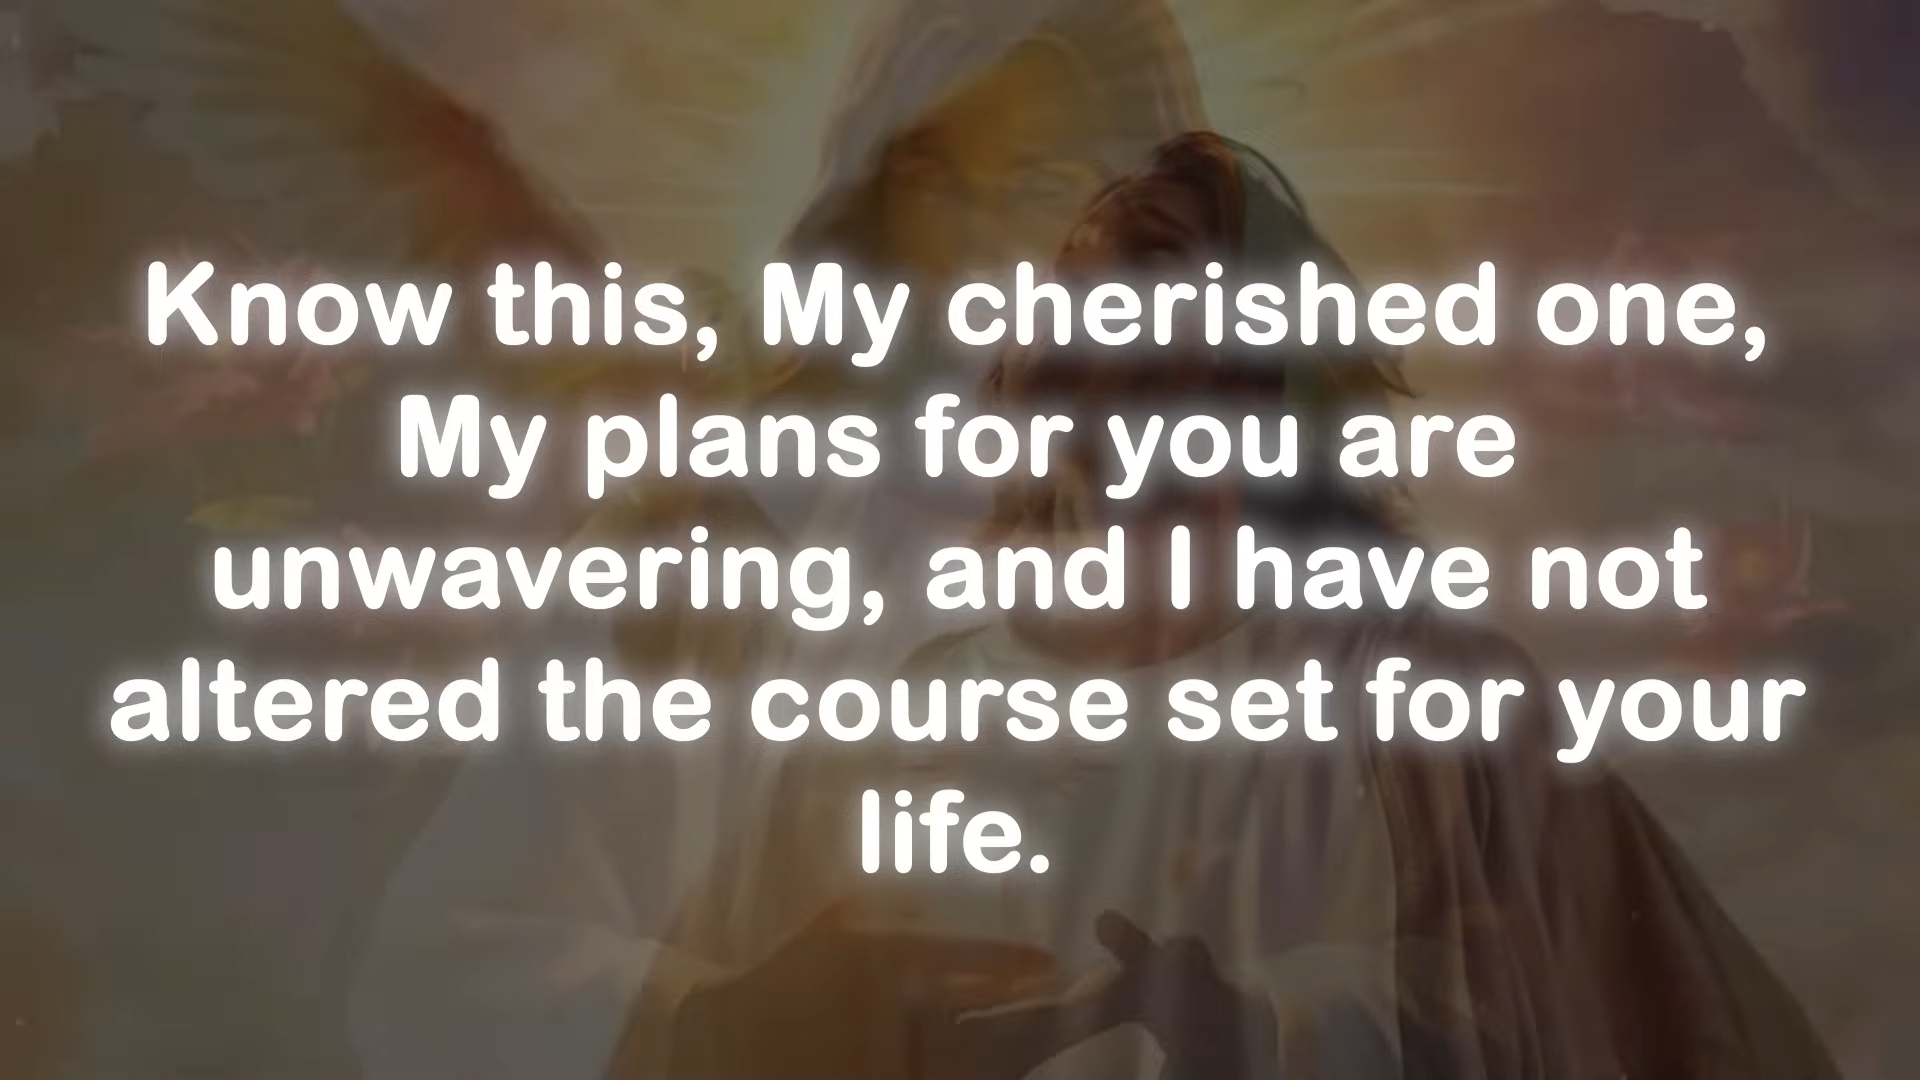 Know this, My cherished one,
My plans for you are
unwavering, and I have not
altered the course set for your
life.